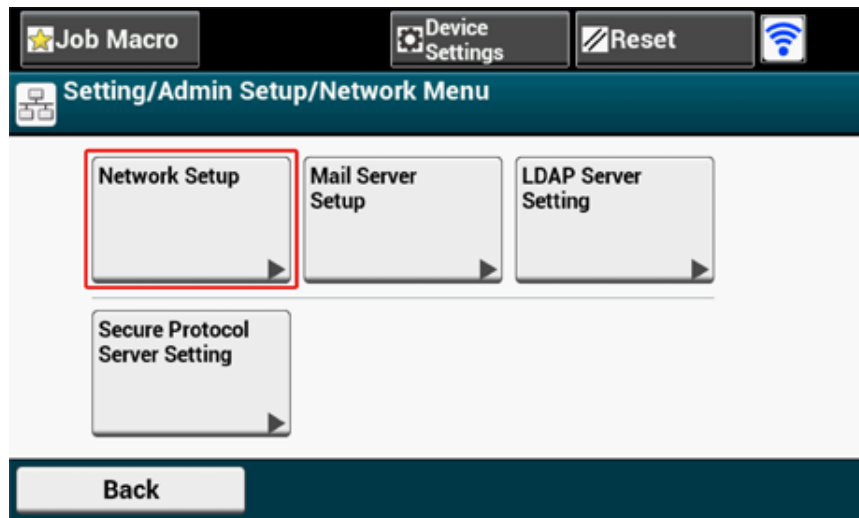 Job Macro
Device
Settings
Reset
Setting/Admin Setup/Network Menu
Network Setup
Mail Server
Setup
LDAP Server
Setting
Secure Protocol
Server Setting
Back